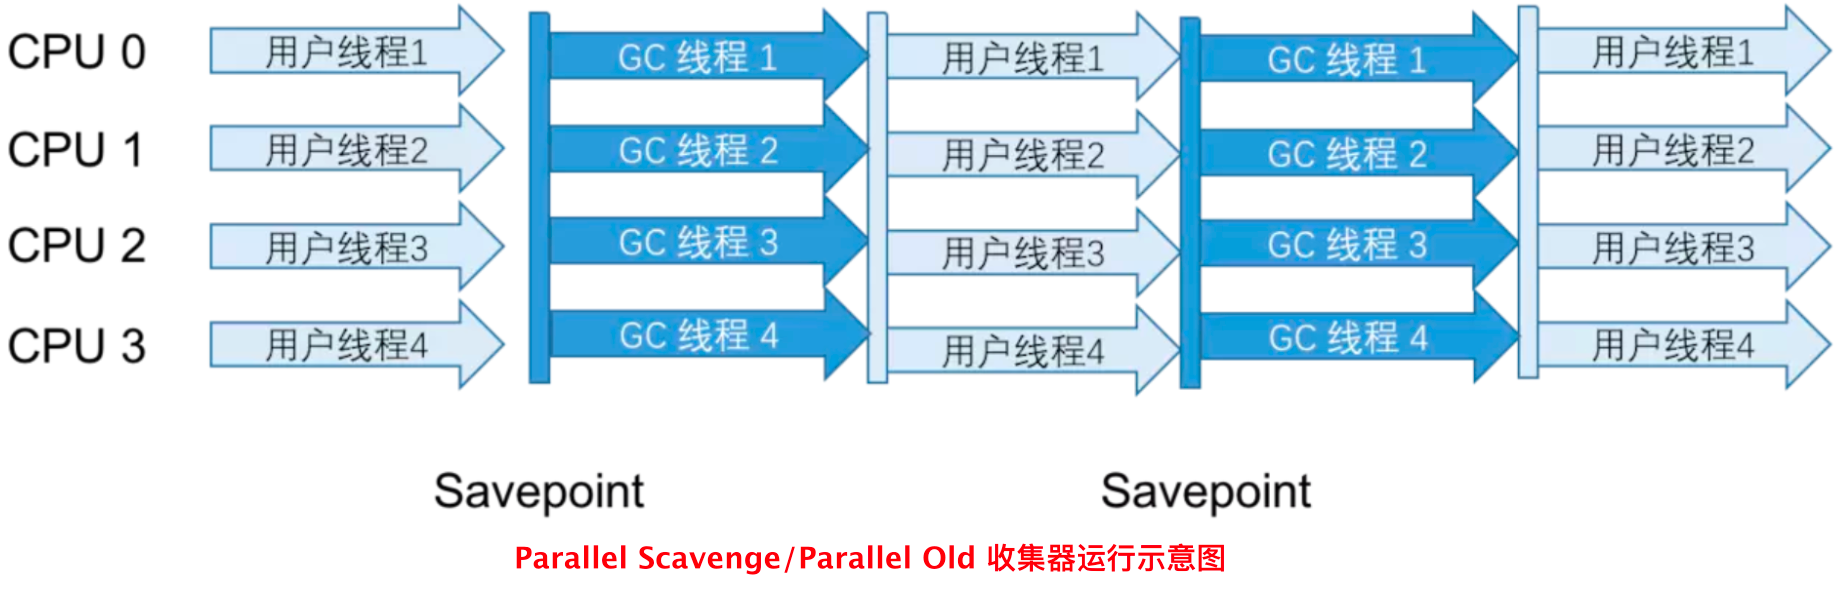 CPU 0 用户线程1 GC 线程 1 用户线程1 GC 线程 1 用户线程1
CPU 1 用户线程2 GC 线程 2 用户线程2 GC 线程 2 用户线程2
CPU 2 用户线程3 GC 线程 3 用户线程3 GC 线程 3 用户线程3
CPU 3 用户线程4 GC 线程 4 用户线程4 GC 线程 4 用户线程4
Savepoint Savepoint
Parallel Scavenge/Parallel Old 收集器运行示意图